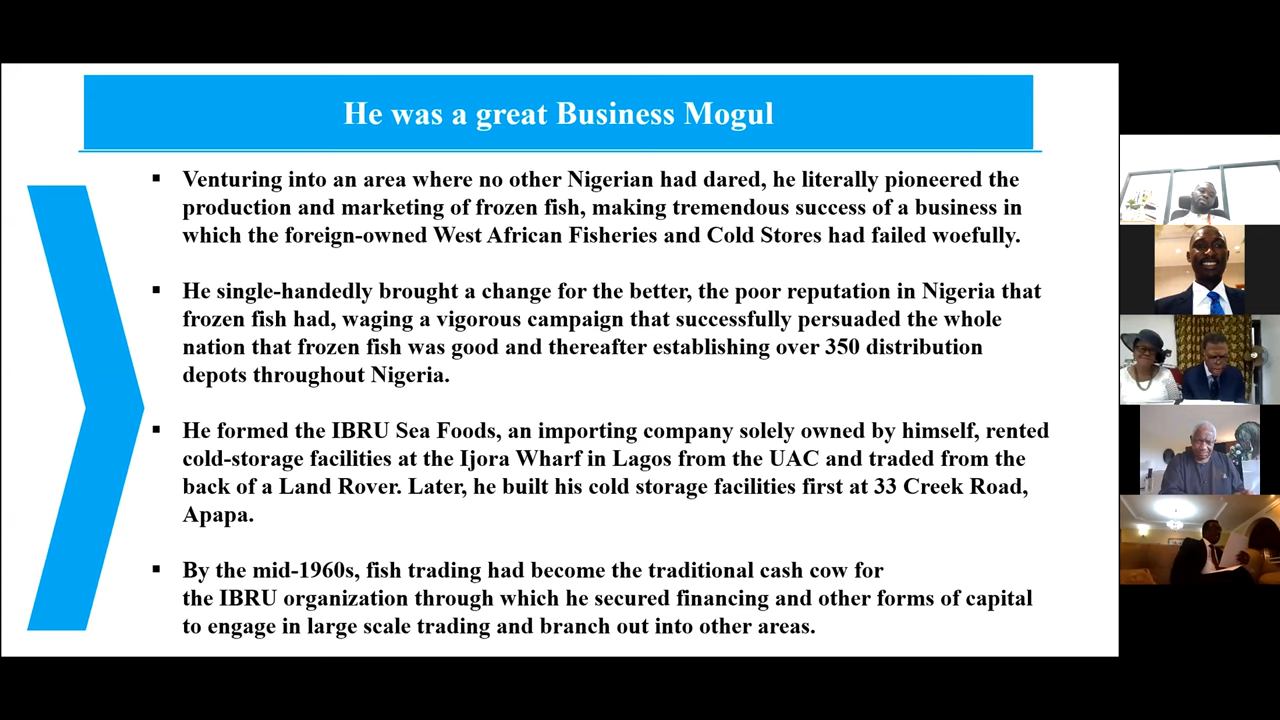 He was a great Business Mogul
▪ Venturing into an area where no other Nigerian had dared, he literally pioneered the
production and marketing of frozen fish, making tremendous success of a business in
which the foreign-owned West African Fisheries and Cold Stores had failed woefully.
▪ He single-handedly brought a change for the better, the poor reputation in Nigeria that
frozen fish had, waging a vigorous campaign that successfully persuaded the whole
nation that frozen fish was good and thereafter establishing over 350 distribution
depots throughout Nigeria.
▪ He formed the IBRU Sea Foods, an importing company solely owned by himself, rented
cold-storage facilities at the Ijora Wharf in Lagos from the UAC and traded from the
back of a Land Rover. Later, he built his cold storage facilities first at 33 Creek Road,
Apapa.
▪ By the mid-1960s, fish trading had become the traditional cash cow for
the IBRU organization through which he secured financing and other forms of capital
to engage in large scale trading and branch out into other areas.